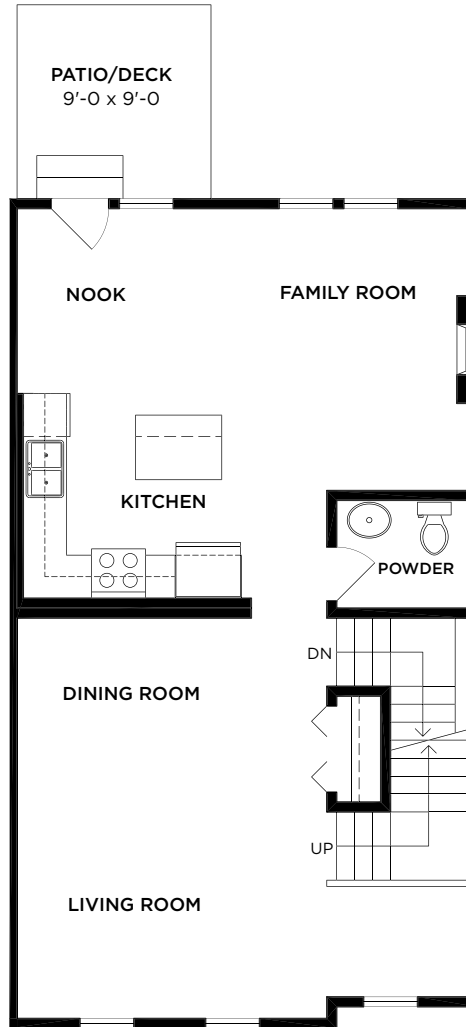 PATIO/DECK
9'-0 x 9'-0
NOOK
FAMILY ROOM
KITCHEN
POWDER
DN
DINING ROOM
UP
LIVING ROOM